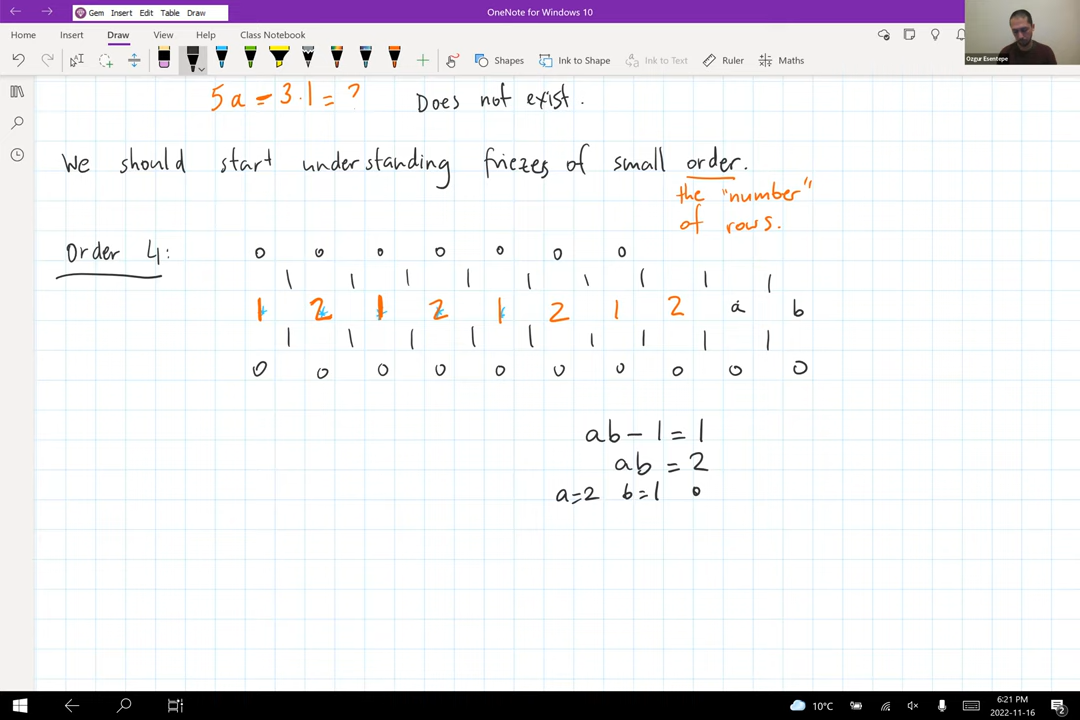 Gem Insert Edit Table Draw
OneNote for Windows 10
Home Insert Draw View Help Class Notebook
Ozgur Esentepe
Shapes Ink to Shape Ink to Text Ruler Maths
5a - 3.1 = ? Does not exist.
We should start understanding friezes of small order.
the "number"
of rows.
Order 4:
0 0 0 0 0 0 0
1 1 1 1 1 1 1 1 1
1 2 1 2 1 2 1 2 a b
1 1 1 1 1 1 1 1 1
0 0 0 0 0 0 0 0 0 0
ab - 1 = 1
ab = 2
a=2 b=1 o
10°C
6:21 PM
2022-11-16
2